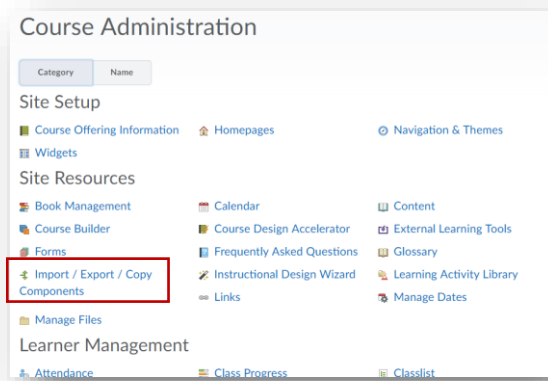 Course Administration
Category Name
Site Setup
Course Offering Information Homepages Navigation & Themes
Widgets
Site Resources
Book Management Calendar Content
Course Builder Course Design Accelerator External Learning Tools
Forms Frequently Asked Questions Glossary
Import / Export / Copy Instructional Design Wizard Learning Activity Library
Components Links Manage Dates
Manage Files
Learner Management
Attendance Class Progress Classlist